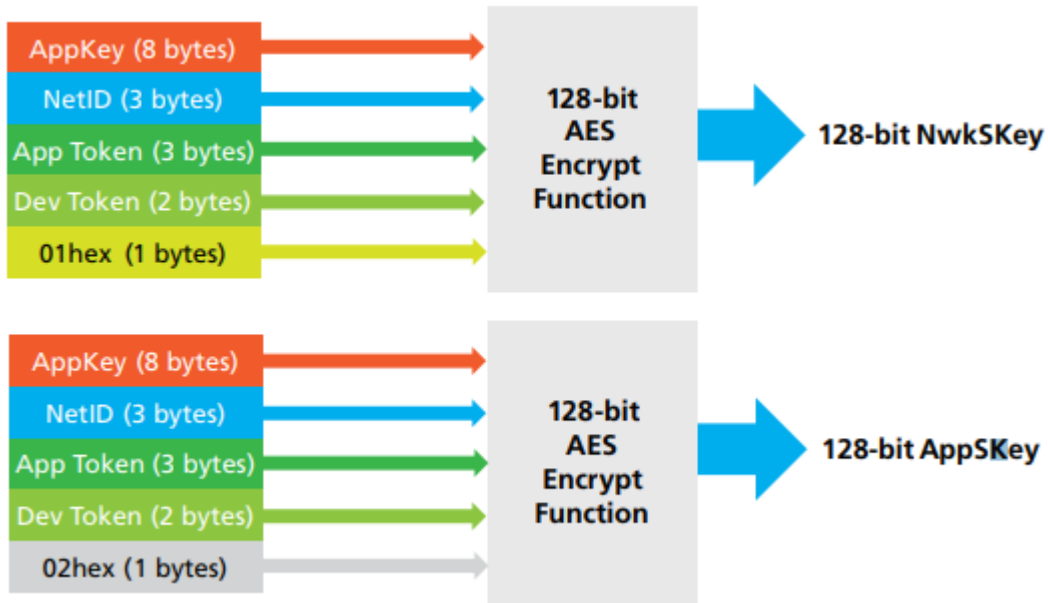 AppKey (8 bytes)
NetID (3 bytes)
App Token (3 bytes)
Dev Token (2 bytes)
01hex (1 bytes)
128-bit
AES
Encrypt
Function
128-bit NwkSKey
AppKey (8 bytes)
NetID (3 bytes)
App Token (3 bytes)
Dev Token (2 bytes)
02hex (1 bytes)
128-bit
AES
Encrypt
Function
128-bit AppSKey